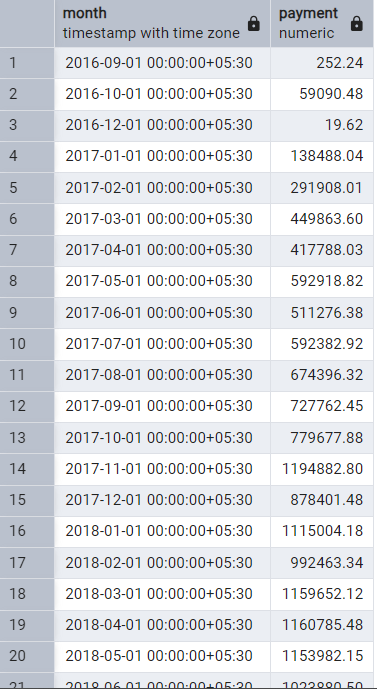 month payment
timestamp with time zone numeric
1 2016-09-01 00:00:00+05:30 252.24
2 2016-10-01 00:00:00+05:30 59090.48
3 2016-12-01 00:00:00+05:30 19.62
4 2017-01-01 00:00:00+05:30 138488.04
5 2017-02-01 00:00:00+05:30 291908.01
6 2017-03-01 00:00:00+05:30 449863.60
7 2017-04-01 00:00:00+05:30 417788.03
8 2017-05-01 00:00:00+05:30 592918.82
9 2017-06-01 00:00:00+05:30 511276.38
10 2017-07-01 00:00:00+05:30 592382.92
11 2017-08-01 00:00:00+05:30 674396.32
12 2017-09-01 00:00:00+05:30 727762.45
13 2017-10-01 00:00:00+05:30 779677.88
14 2017-11-01 00:00:00+05:30 1194882.80
15 2017-12-01 00:00:00+05:30 878401.48
16 2018-01-01 00:00:00+05:30 1115004.18
17 2018-02-01 00:00:00+05:30 992463.34
18 2018-03-01 00:00:00+05:30 1159652.12
19 2018-04-01 00:00:00+05:30 1160785.48
20 2018-05-01 00:00:00+05:30 1153982.15
21 2018-06-01 00:00:00+05:30